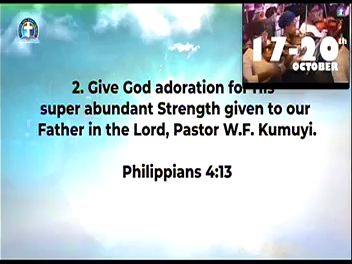 17-20th
OCTOBER
2. Give God adoration for His
super abundant Strength given to our
Father in the Lord, Pastor W.F. Kumuyi.
Philippians 4:13